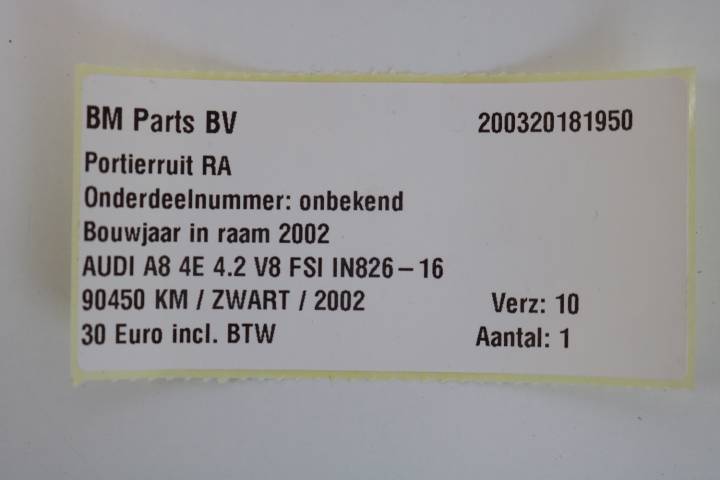 BM Parts BV 200320181950
Portierruit RA
Onderdeelnummer: onbekend
Bouwjaar in raam 2002
AUDI A8 4E 4.2 V8 FSI IN826-16
90450 KM / ZWART / 2002 Verz: 10
30 Euro incl. BTW Aantal: 1